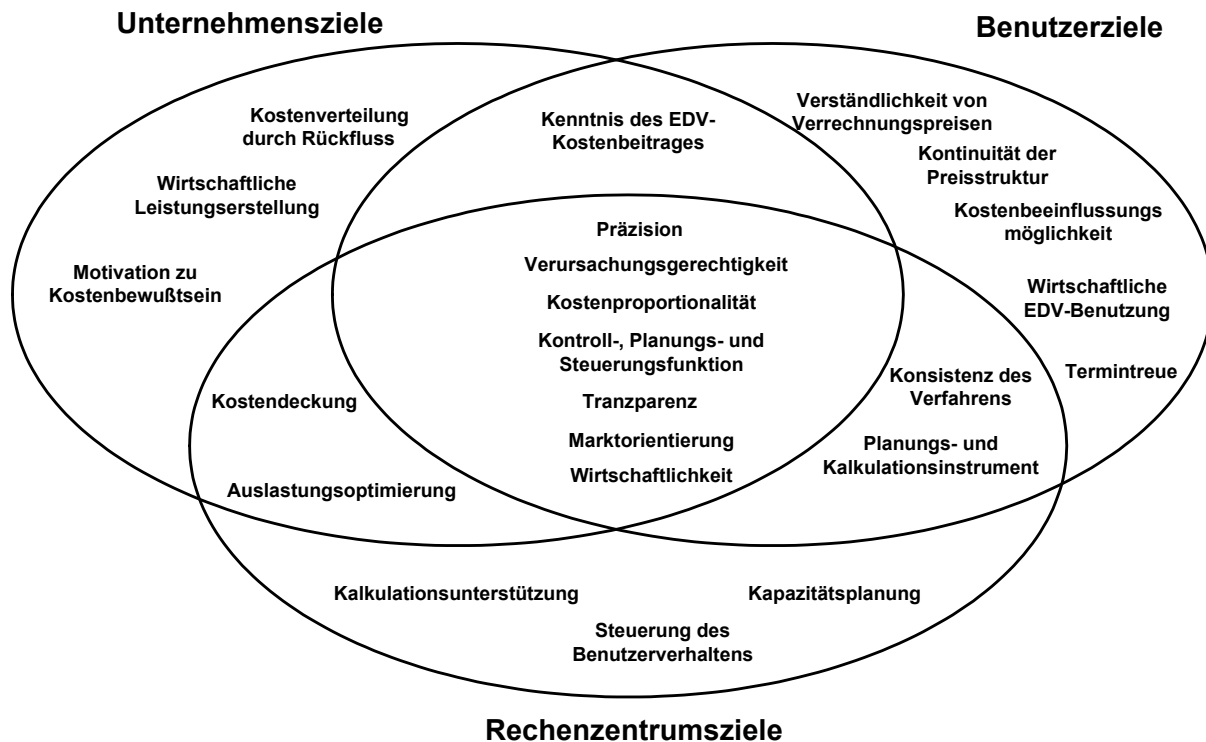 Unternehmensziele
Benutzerziele
Kostenverteilung
durch Rückfluss
Wirtschaftliche
Leistungserstellung
Motivation zu
Kostenbewußtsein
Kenntnis des EDV-
Kostenbeitrages
Verständlichkeit von
Verrechnungspreisen
Kontinuität der
Preisstruktur
Kostenbeeinflussungs
möglichkeit
Wirtschaftliche
EDV-Benutzung
Termintreue
Präzision
Verursachungsgerechtigkeit
Kostenproportionalität
Kontroll-, Planungs- und
Steuerungsfunktion
Tranzparenz
Marktorientierung
Wirtschaftlichkeit
Kostendeckung
Auslastungsoptimierung
Konsistenz des
Verfahrens
Planungs- und
Kalkulationsinstrument
Kalkulationsunterstützung
Kapazitätsplanung
Steuerung des
Benutzerverhaltens
Rechenzentrumsziele